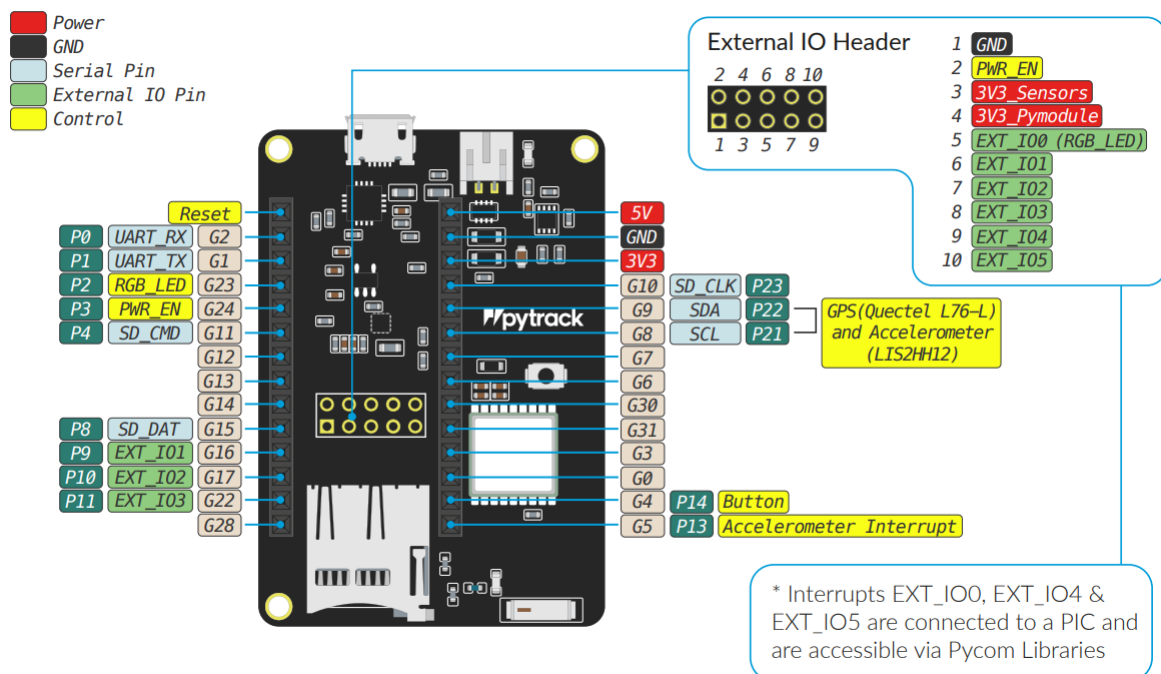 Power
GND
Serial Pin
External IO Pin
Control
External IO Header
2 4 6 8 10
1 3 5 7 9
1 GND
2 PWR_EN
3 3V3_Sensors
4 3V3_Pymodule
5 EXT_IO0 (RGB_LED)
6 EXT_IO1
7 EXT_IO2
8 EXT_IO3
9 EXT_IO4
10 EXT_IO5
Reset
P0 UART_RX G2
P1 UART_TX G1
P2 RGB_LED G23
P3 PWR_EN G24
P4 SD_CMD G11
G12
G13
G14
P8 SD_DAT G15
P9 EXT_IO1 G16
P10 EXT_IO2 G17
P11 EXT_IO3 G22
G28
pytrack
5V
GND
3V3
G10 SD_CLK P23
G9 SDA P22
G8 SCL P21
G7
G6
G30
G31
G3
G0
G4 P14 Button
G5 P13 Accelerometer Interrupt
GPS(Quectel L76–L)
and Accelerometer
(LIS2HH12)
* Interrupts EXT_IO0, EXT_IO4 &
EXT_IO5 are connected to a PIC and
are accessible via Pycom Libraries